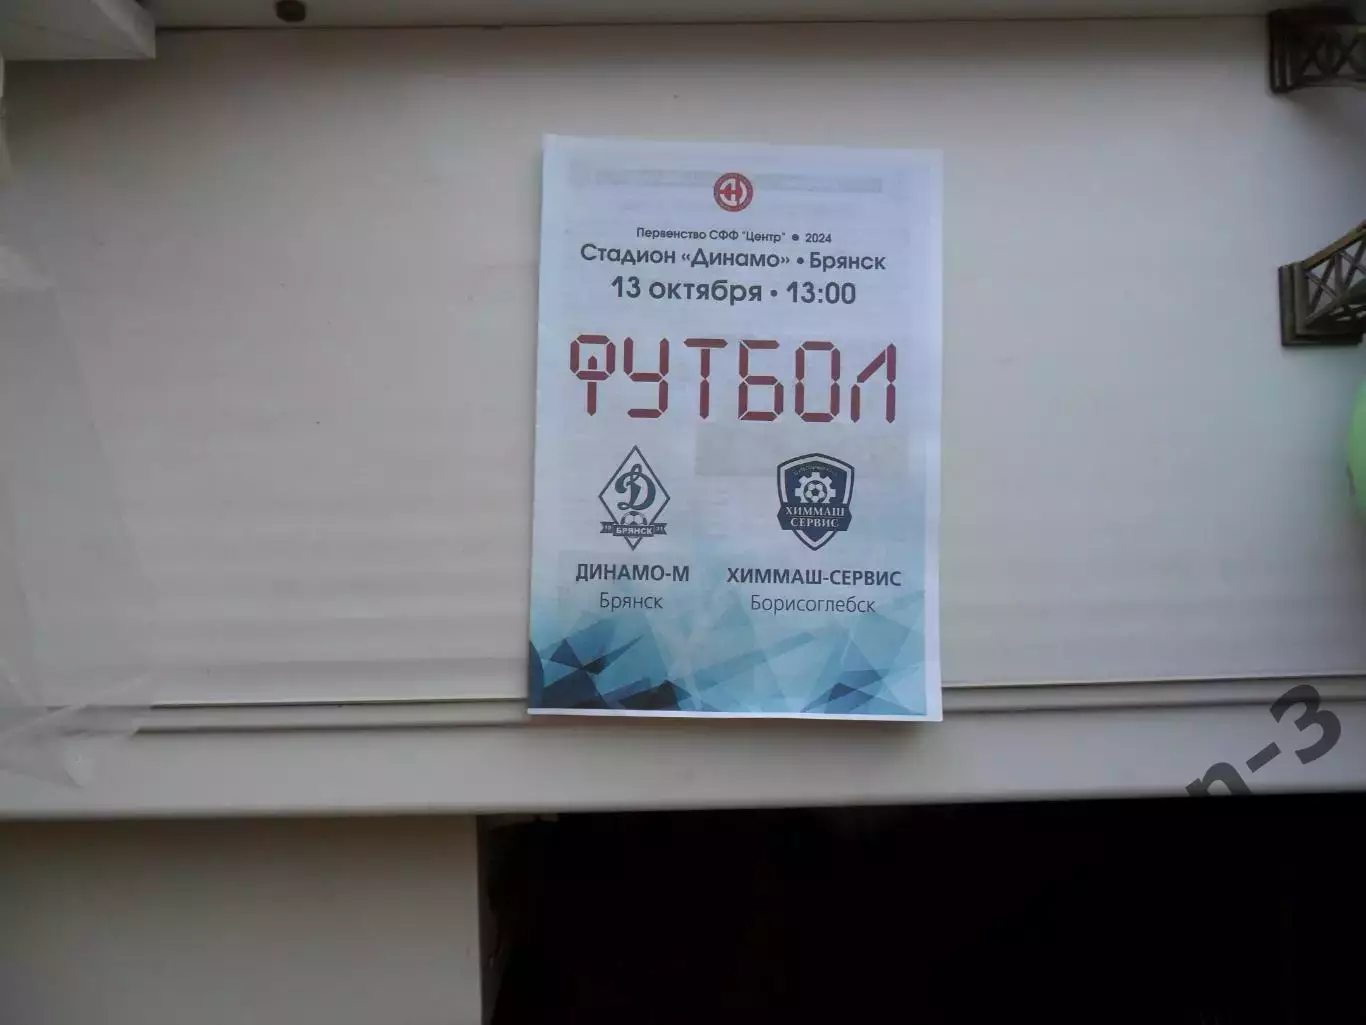 Первенство СФФ "Центр" • 2024
Стадион «Динамо» • Брянск
13 октября • 13:00
ФУТБОЛ
Д
БРЯНСК
ХИММАШ
СЕРВИС
ДИНАМО-М
Брянск
ХИММАШ-СЕРВИС
Борисоглебск
п-3